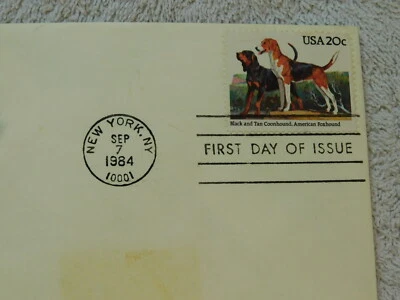 USA 20c
Black and Tan Coonhound, American Foxhound
NEW YORK, NY
SEP
7
1984
10001
FIRST DAY OF ISSUE